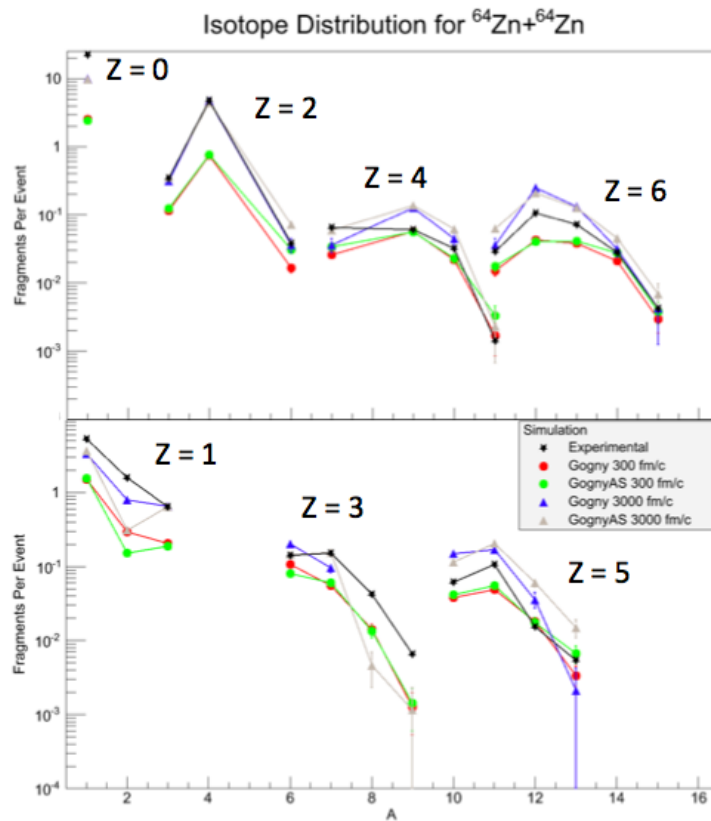 Isotope Distribution for ⁶⁴Zn+⁶⁴Zn
Fragments Per Event
10
1
10⁻¹
10⁻²
10⁻³
Z = 0
Z = 2
Z = 4
Z = 6
Fragments Per Event
1
10⁻¹
10⁻²
10⁻³
10⁻⁴
Z = 1
Z = 3
Z = 5
Simulation
Experimental
Gogny 300 fm/c
GognyAS 300 fm/c
Gogny 3000 fm/c
GognyAS 3000 fm/c
2 4 6 8 10 12 14 16
A